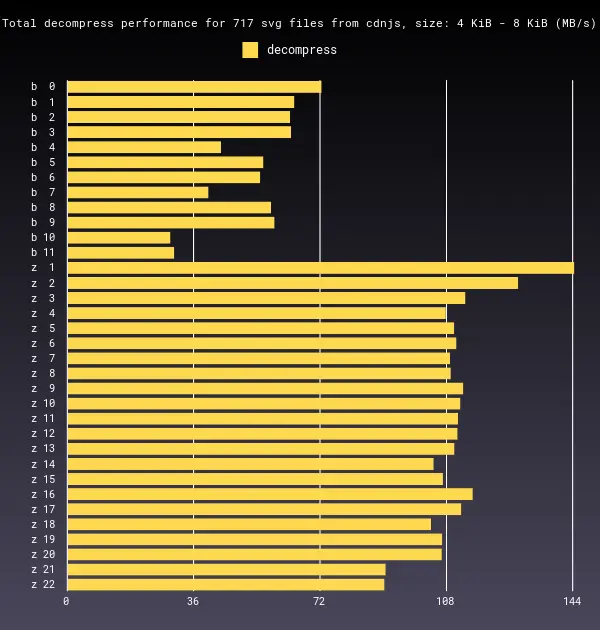 Total decompress performance for 717 svg files from cdnjs, size: 4 KiB - 8 KiB (MB/s)
decompress
b 0
b 1
b 2
b 3
b 4
b 5
b 6
b 7
b 8
b 9
b 10
b 11
z 1
z 2
z 3
z 4
z 5
z 6
z 7
z 8
z 9
z 10
z 11
z 12
z 13
z 14
z 15
z 16
z 17
z 18
z 19
z 20
z 21
z 22
0 36 72 108 144